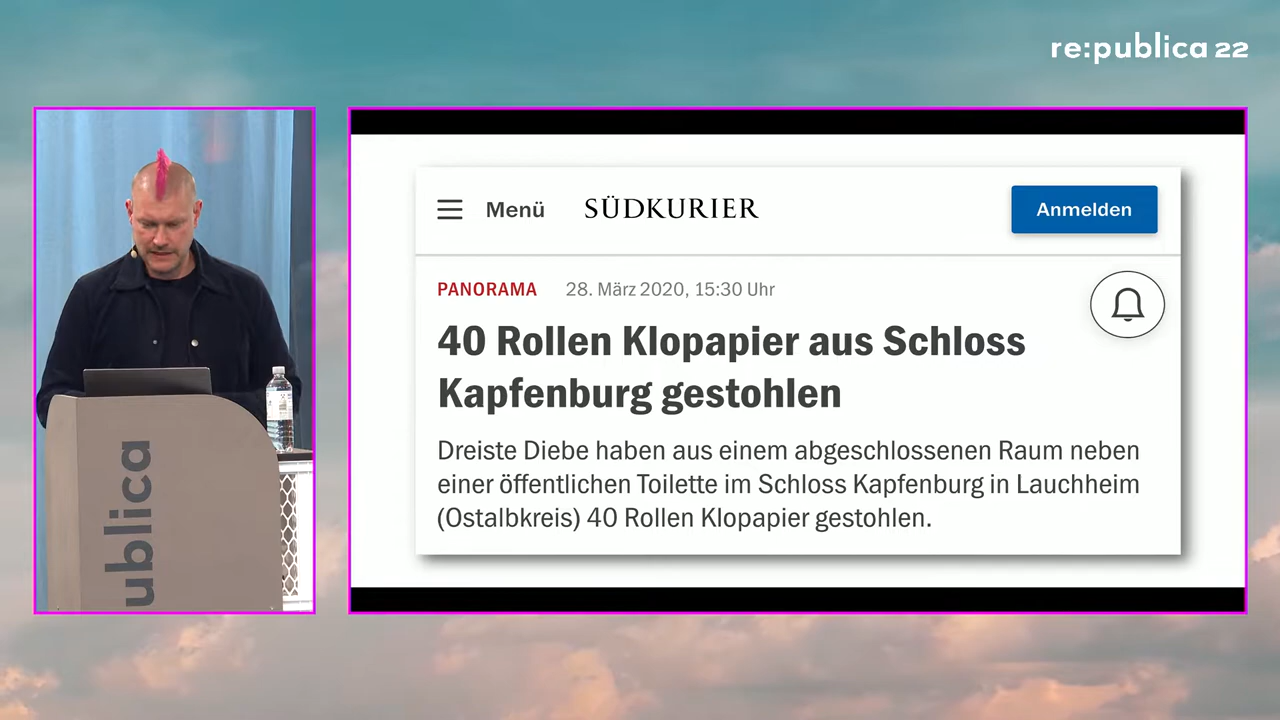 re:publica 22
Menü SÜDKURIER Anmelden
PANORAMA 28. März 2020, 15:30 Uhr
40 Rollen Klopapier aus Schloss
Kapfenburg gestohlen
Dreiste Diebe haben aus einem abgeschlossenen Raum neben
einer öffentlichen Toilette im Schloss Kapfenburg in Lauchheim
(Ostalbkreis) 40 Rollen Klopapier gestohlen.
ublica